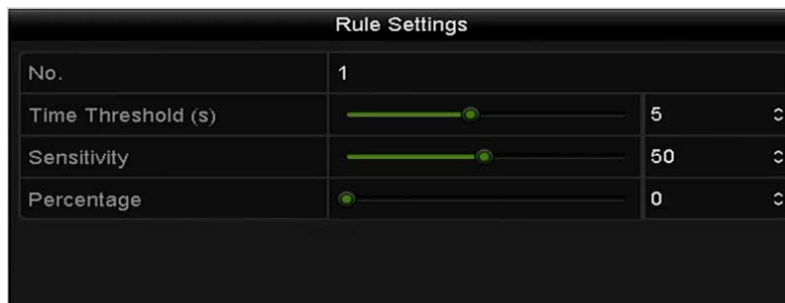 Rule Settings
No. 1
Time Threshold (s) 5
Sensitivity 50
Percentage 0